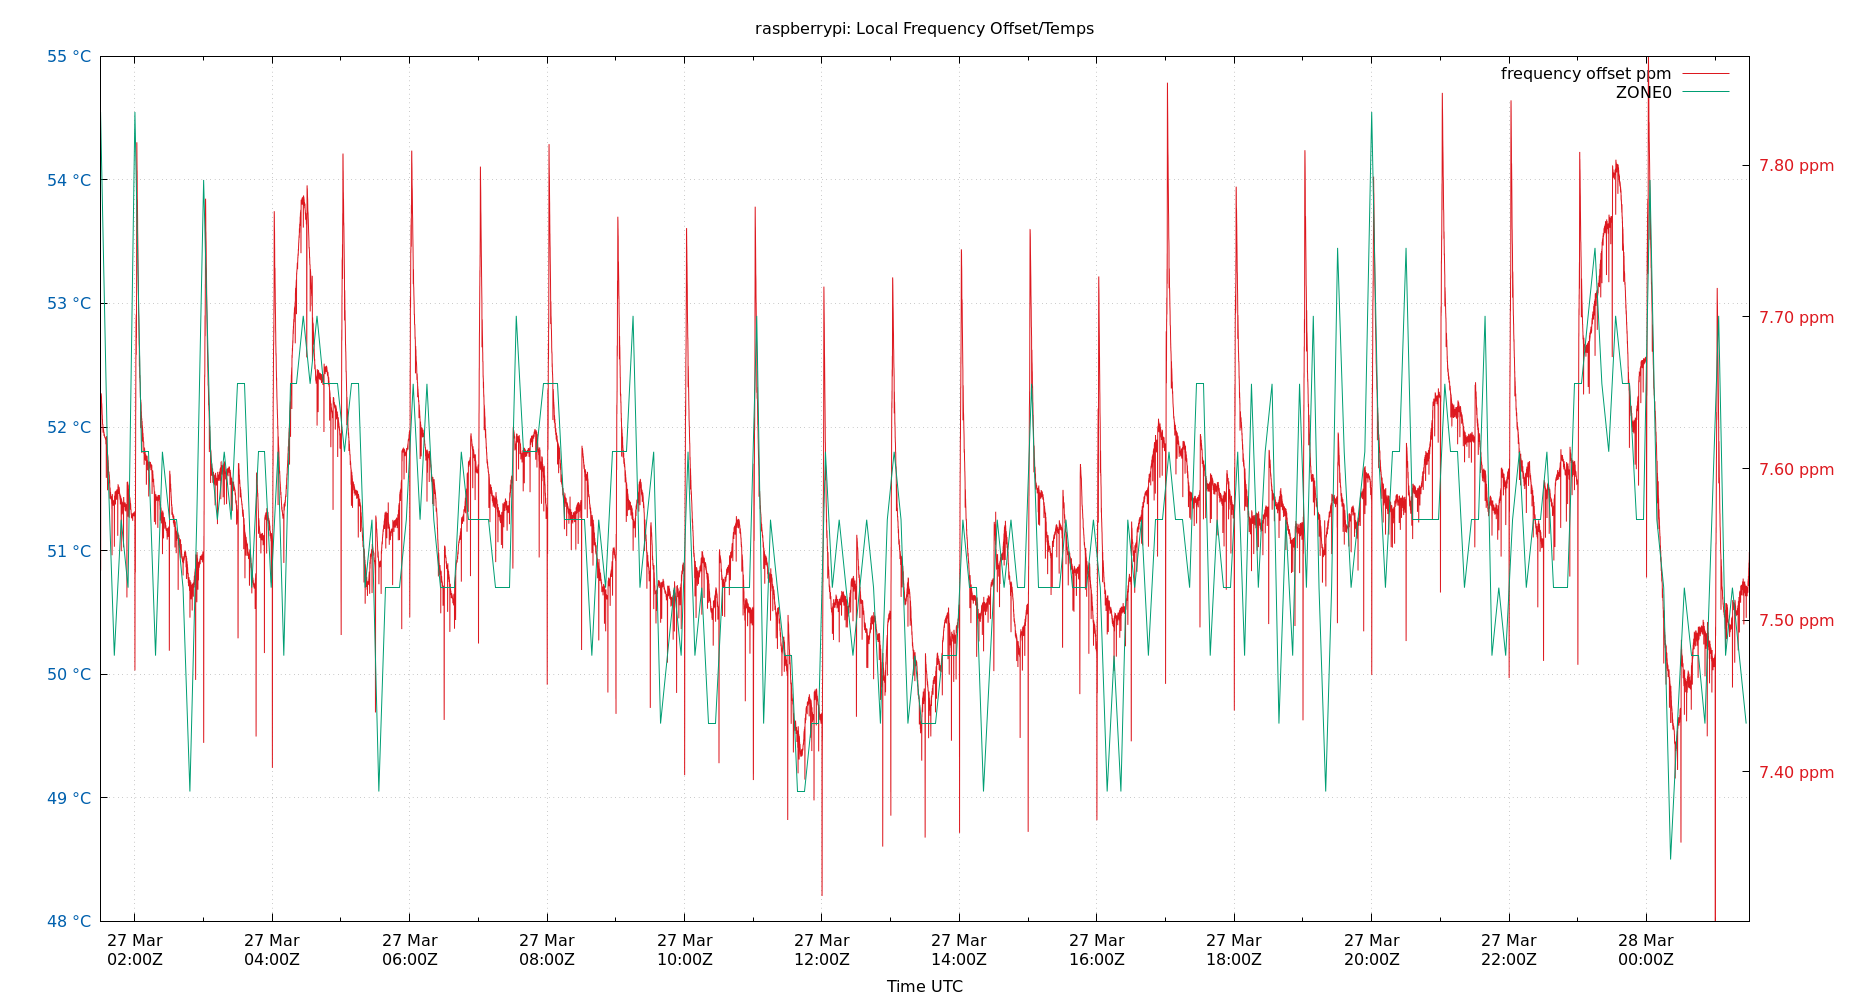 raspberrypi: Local Frequency Offset/Temps
55 °C
frequency offset ppm
ZONE0
54 °C
7.80 ppm
53 °C
7.70 ppm
52 °C
7.60 ppm
51 °C
7.50 ppm
50 °C
7.40 ppm
49 °C
48 °C
27 Mar 27 Mar 27 Mar 27 Mar 27 Mar 27 Mar 27 Mar 27 Mar 27 Mar 27 Mar 27 Mar 28 Mar
02:00Z 04:00Z 06:00Z 08:00Z 10:00Z 12:00Z 14:00Z 16:00Z 18:00Z 20:00Z 22:00Z 00:00Z
Time UTC